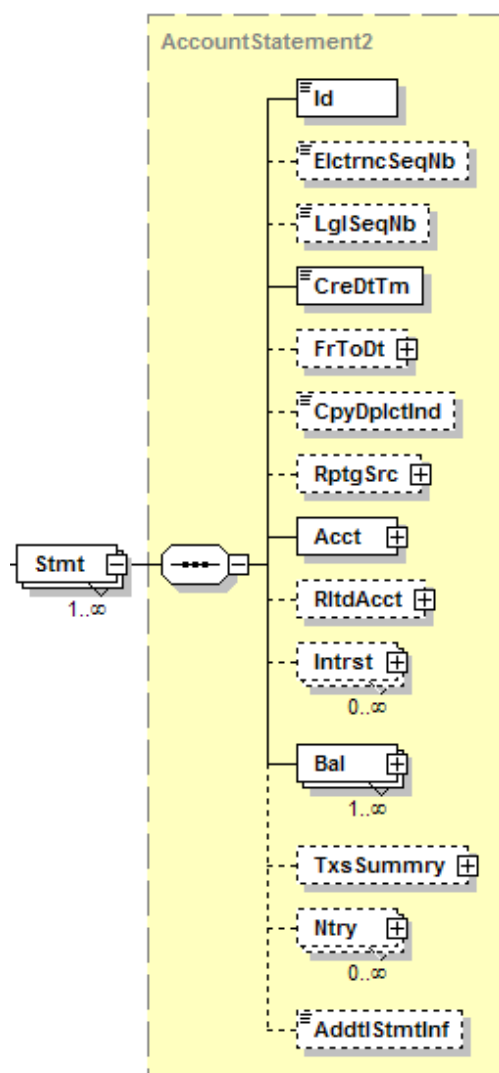 AccountStatement2
Id
ElctrncSeqNb
LglSeqNb
CreDtTm
FrToDt
CpyDplctInd
RptgSrc
Acct
Stmt
1..∞
RltdAcct
Intrst
0..∞
Bal
1..∞
TxsSummry
Ntry
0..∞
AddtlStmtInf